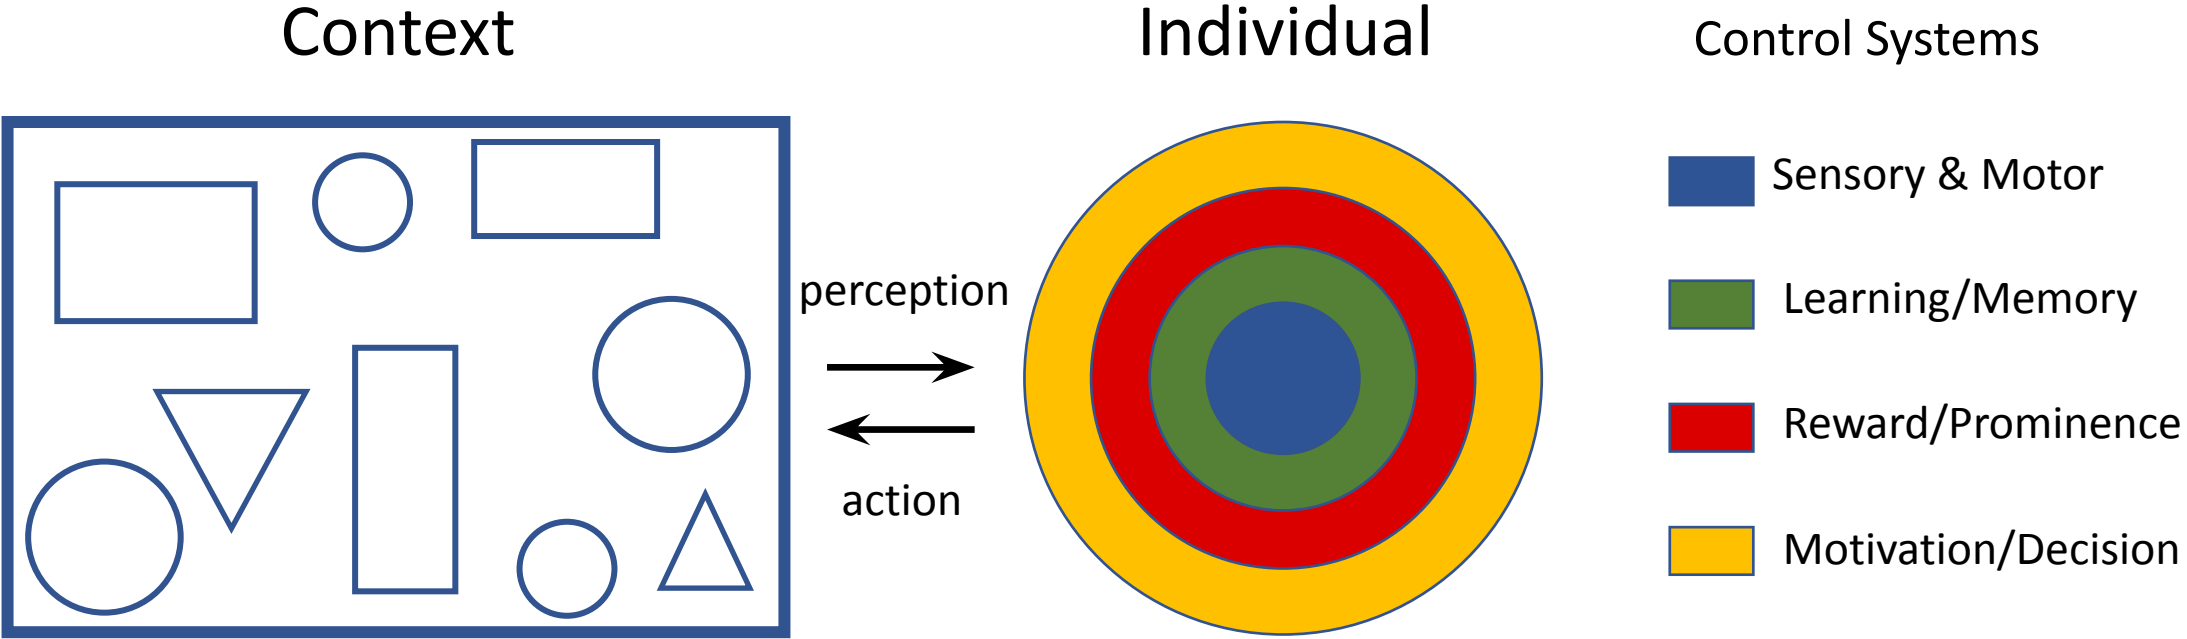 Context
Individual
Control Systems
perception
action
Sensory & Motor
Learning/Memory
Reward/Prominence
Motivation/Decision